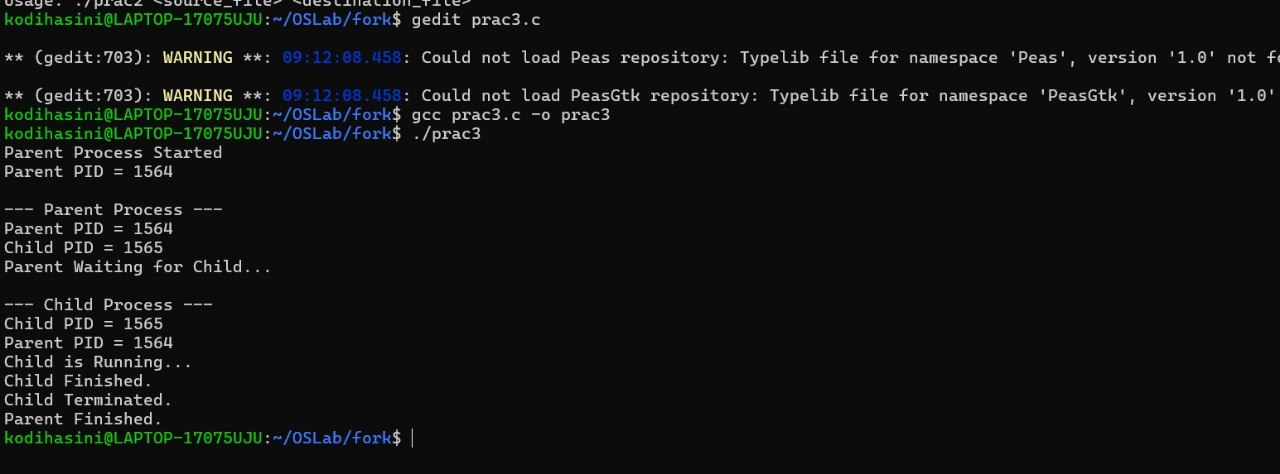 usage: ./prac2 <source_file> <destination_file>
kodihasini@LAPTOP-17075UJU:~/OSLab/fork$ gedit prac3.c
** (gedit:703): WARNING **: 09:12:08.458: Could not load Peas repository: Typelib file for namespace 'Peas', version '1.0' not fo
** (gedit:703): WARNING **: 09:12:08.458: Could not load PeasGtk repository: Typelib file for namespace 'PeasGtk', version '1.0'
kodihasini@LAPTOP-17075UJU:~/OSLab/fork$ gcc prac3.c -o prac3
kodihasini@LAPTOP-17075UJU:~/OSLab/fork$ ./prac3
Parent Process Started
Parent PID = 1564
--- Parent Process ---
Parent PID = 1564
Child PID = 1565
Parent Waiting for Child...
--- Child Process ---
Child PID = 1565
Parent PID = 1564
Child is Running...
Child Finished.
Child Terminated.
Parent Finished.
kodihasini@LAPTOP-17075UJU:~/OSLab/fork$